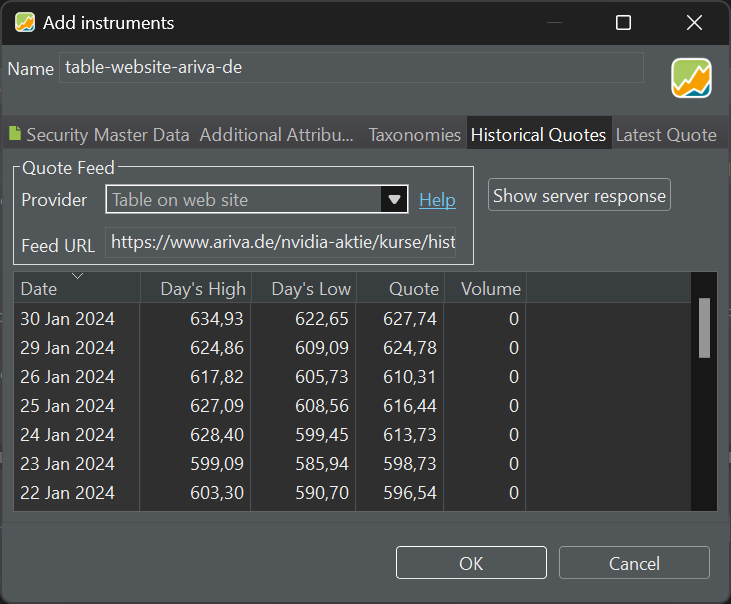 Add instruments
Name table-website-ariva-de
Security Master Data Additional Attribu... Taxonomies Historical Quotes Latest Quote
Quote Feed
Provider Table on web site Help Show server response
Feed URL https://www.ariva.de/nvidia-aktie/kurse/hist
Date Day's High Day's Low Quote Volume
30 Jan 2024 634,93 622,65 627,74 0
29 Jan 2024 624,86 609,09 624,78 0
26 Jan 2024 617,82 605,73 610,31 0
25 Jan 2024 627,09 608,56 616,44 0
24 Jan 2024 628,40 599,45 613,73 0
23 Jan 2024 599,09 585,94 598,73 0
22 Jan 2024 603,30 590,70 596,54 0
OK Cancel